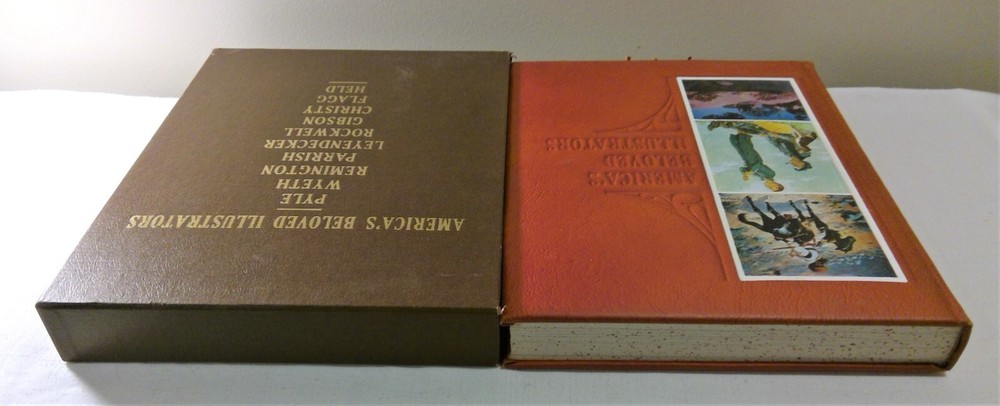 AMERICA'S BELOVED ILLUSTRATORS
PYLE
WYETH
REMINGTON
PARRISH
LEYENDECKER
ROCKWELL
GIBSON
CHRISTY
FLAGG
HELD
AMERICA'S
BELOVED
ILLUSTRATORS